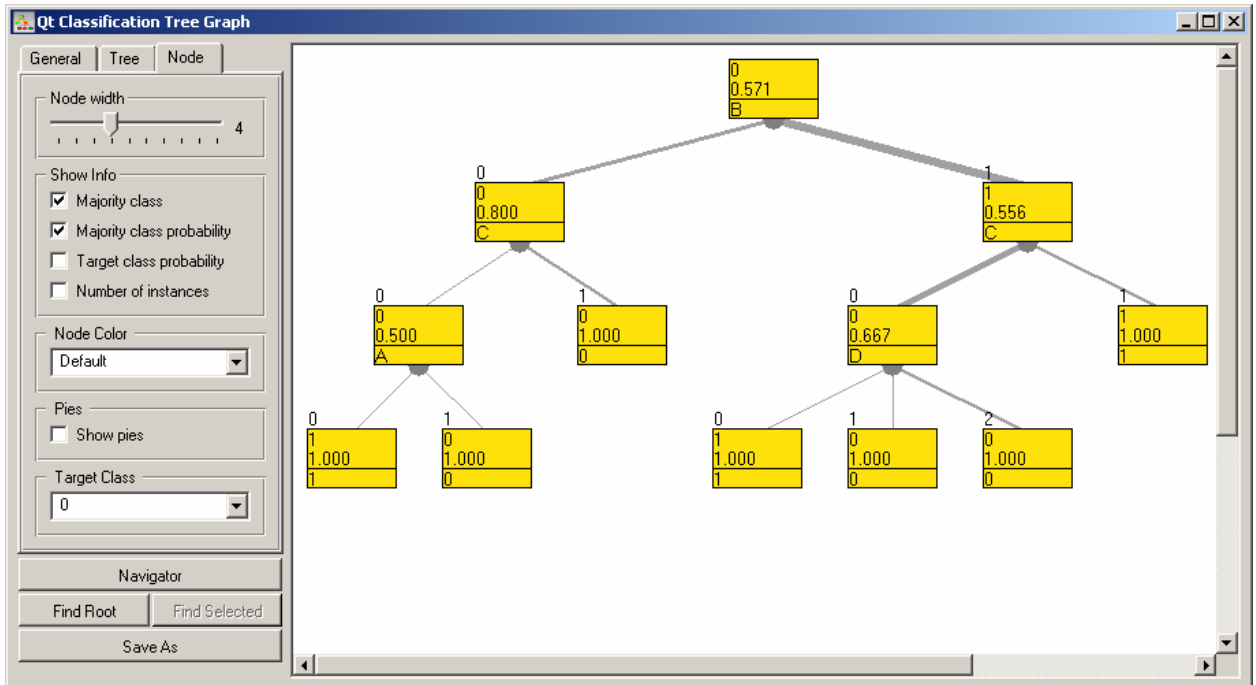 Qt Classification Tree Graph
General Tree Node
Node width
4
Show Info
Majority class
Majority class probability
Target class probability
Number of instances
Node Color
Default
Pies
Show pies
Target Class
0
Navigator
Find Root Find Selected
Save As
0
0.571
B
0 1
0 1
0.800 0.556
C C
0 1 0 1
0 0 0 1
0.500 1.000 0.667 1.000
A 0 D 1
0 1 0 1 2
1 0 1 0 0
1.000 1.000 1.000 1.000 1.000
1 0 1 0 0